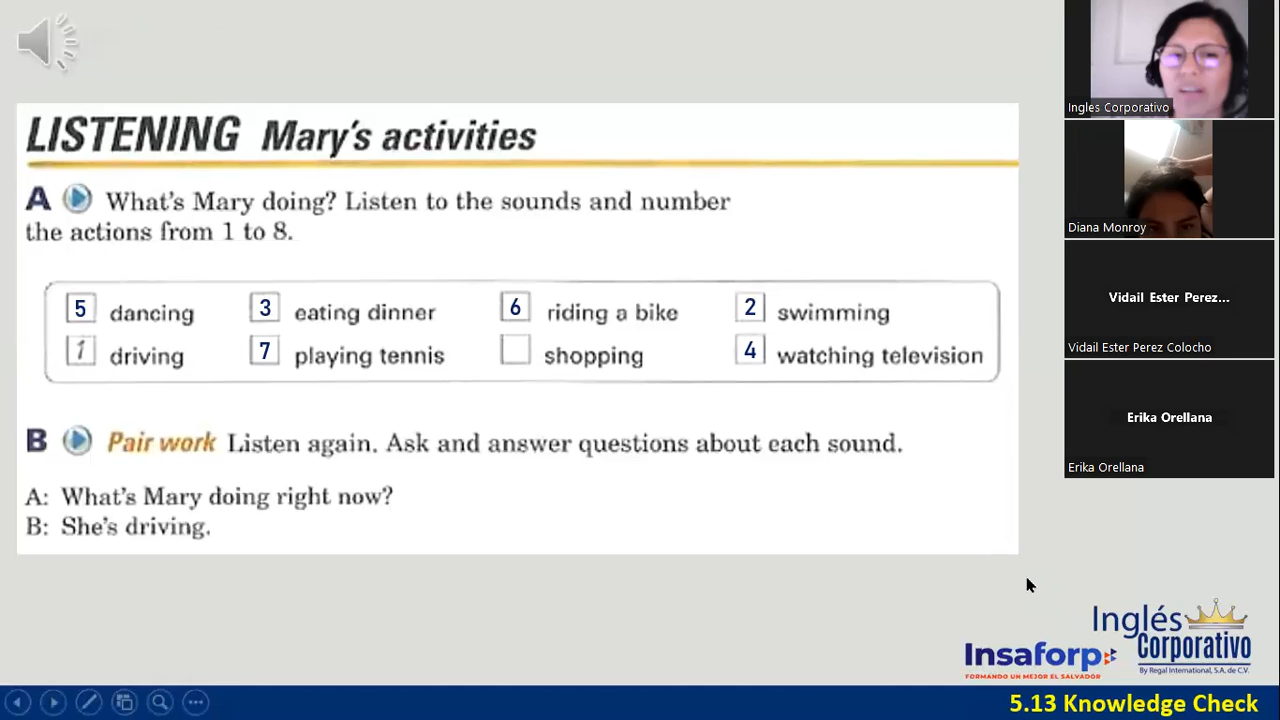 LISTENING Mary's activities
A What's Mary doing? Listen to the sounds and number
the actions from 1 to 8.
5 dancing 3 eating dinner 6 riding a bike 2 swimming
1 driving 7 playing tennis shopping 4 watching television
B Pair work Listen again. Ask and answer questions about each sound.
A: What's Mary doing right now?
B: She's driving.
Ingles Corporativo
Diana Monroy
Vidail Ester Perez...
Vidail Ester Perez Colocho
Erika Orellana
Erika Orellana
Inglés
Corporativo
By Regal International, S.A. de C.V.
Insaforp
FORMANDO UN MEJOR EL SALVADOR
5.13 Knowledge Check